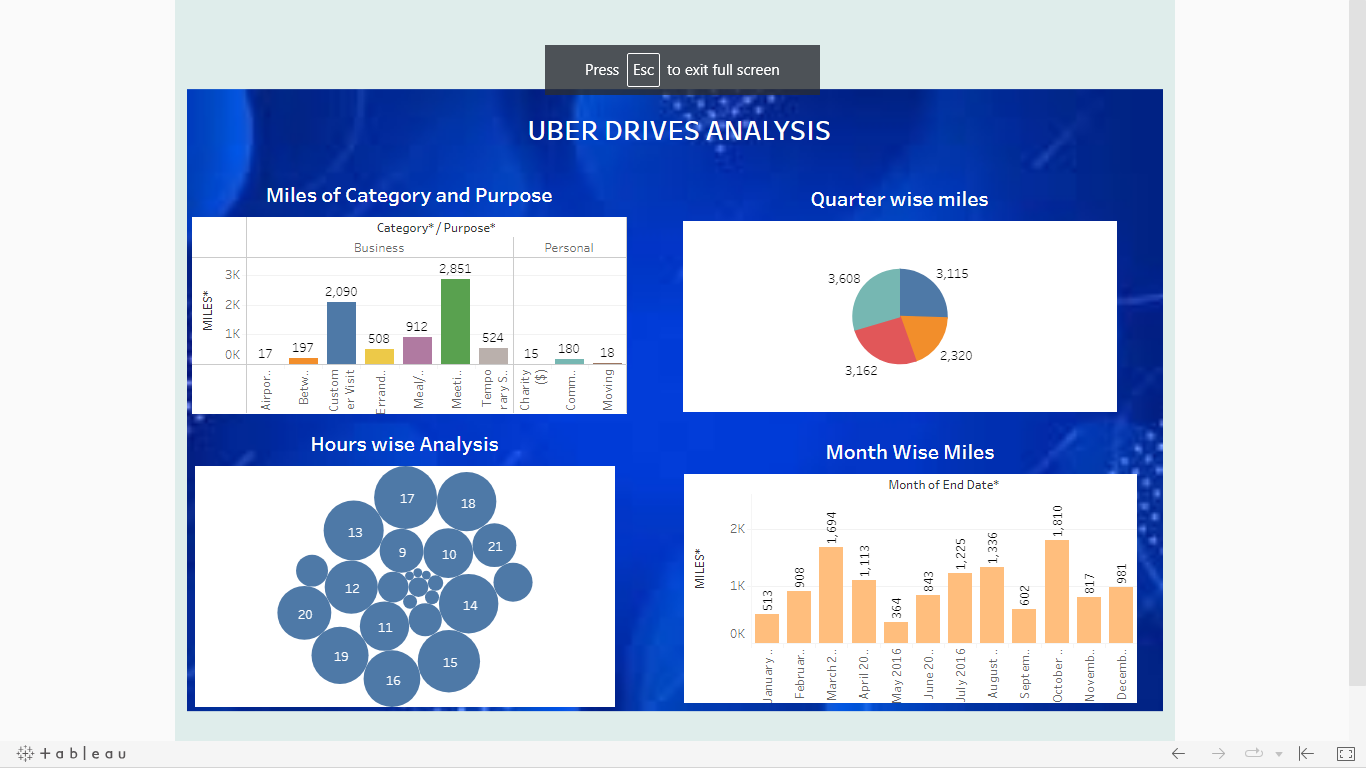 Press Esc to exit full screen
UBER DRIVES ANALYSIS
Miles of Category and Purpose
Category* / Purpose*
Business
Personal
MILES*
3K
2K
1K
0K
17
197
2,090
508
912
2,851
524
15
180
18
Airpor..
Betw..
Custom
er Visit
Errand..
Meal/..
Meeti..
Tempo
rary S..
Charity
($)
Comm..
Moving
Quarter wise miles
3,608
3,115
2,320
3,162
Hours wise Analysis
17
18
13
9
10
21
12
14
20
11
19
15
16
Month Wise Miles
Month of End Date*
MILES*
2K
1K
0K
513
908
1,694
1,113
364
843
1,225
1,336
602
1,810
817
981
January ..
Februar..
March 2..
April 20..
May 2016
June 20..
July 2016
August ..
Septem..
October ..
Novemb..
Decemb..
+ a b l e a u